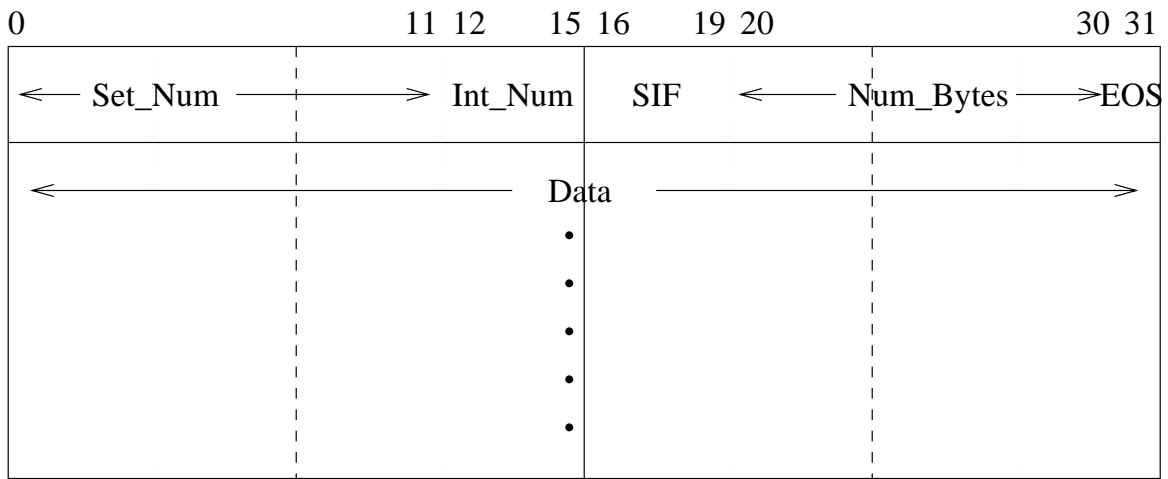 0 11 12 15 16 19 20 30 31
Set_Num Int_Num SIF Num_Bytes EOS
Data